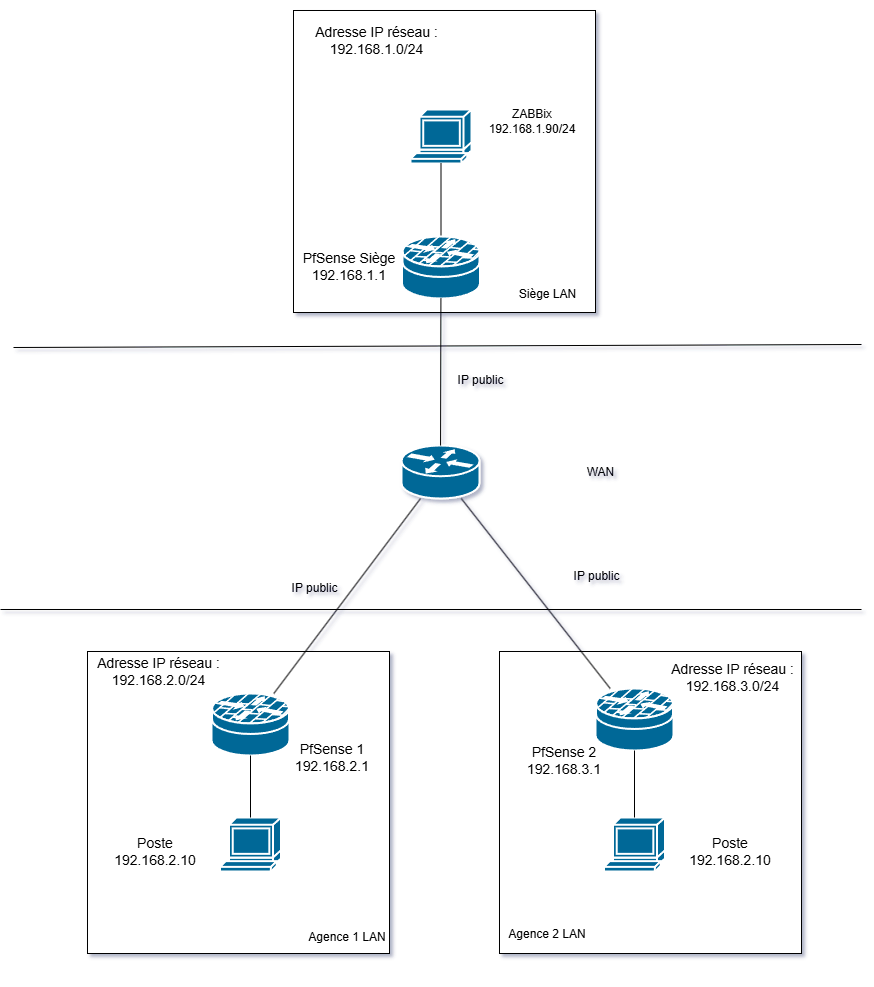 Adresse IP réseau :
192.168.1.0/24
ZABBix
192.168.1.90/24
PfSense Siège
192.168.1.1
Siège LAN
IP public
WAN
IP public
IP public
Adresse IP réseau :
192.168.2.0/24
PfSense 1
192.168.2.1
Poste
192.168.2.10
Agence 1 LAN
Adresse IP réseau :
192.168.3.0/24
PfSense 2
192.168.3.1
Poste
192.168.2.10
Agence 2 LAN